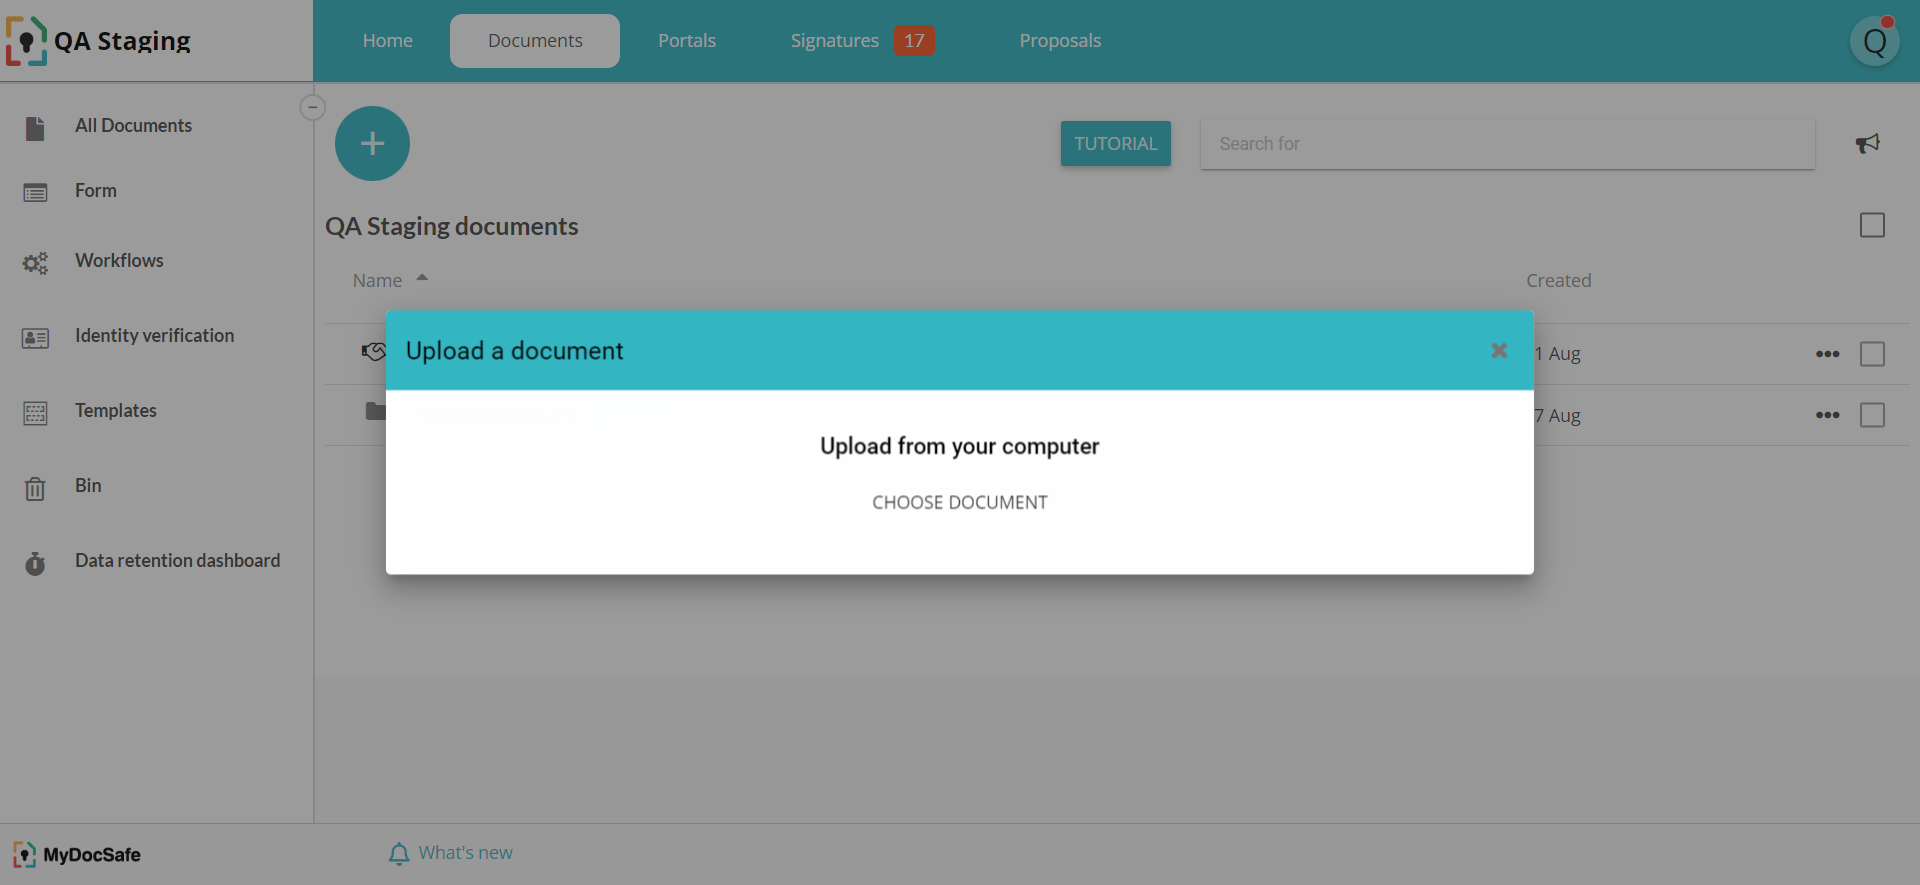 QA Staging
Home
Documents
Portals
Signatures 17
Proposals
Q
All Documents
Form
Workflows
Identity verification
Templates
Bin
Data retention dashboard
TUTORIAL
Search for
QA Staging documents
Name
Created
1 Aug
7 Aug
Upload a document
Upload from your computer
CHOOSE DOCUMENT
MyDocSafe
What's new